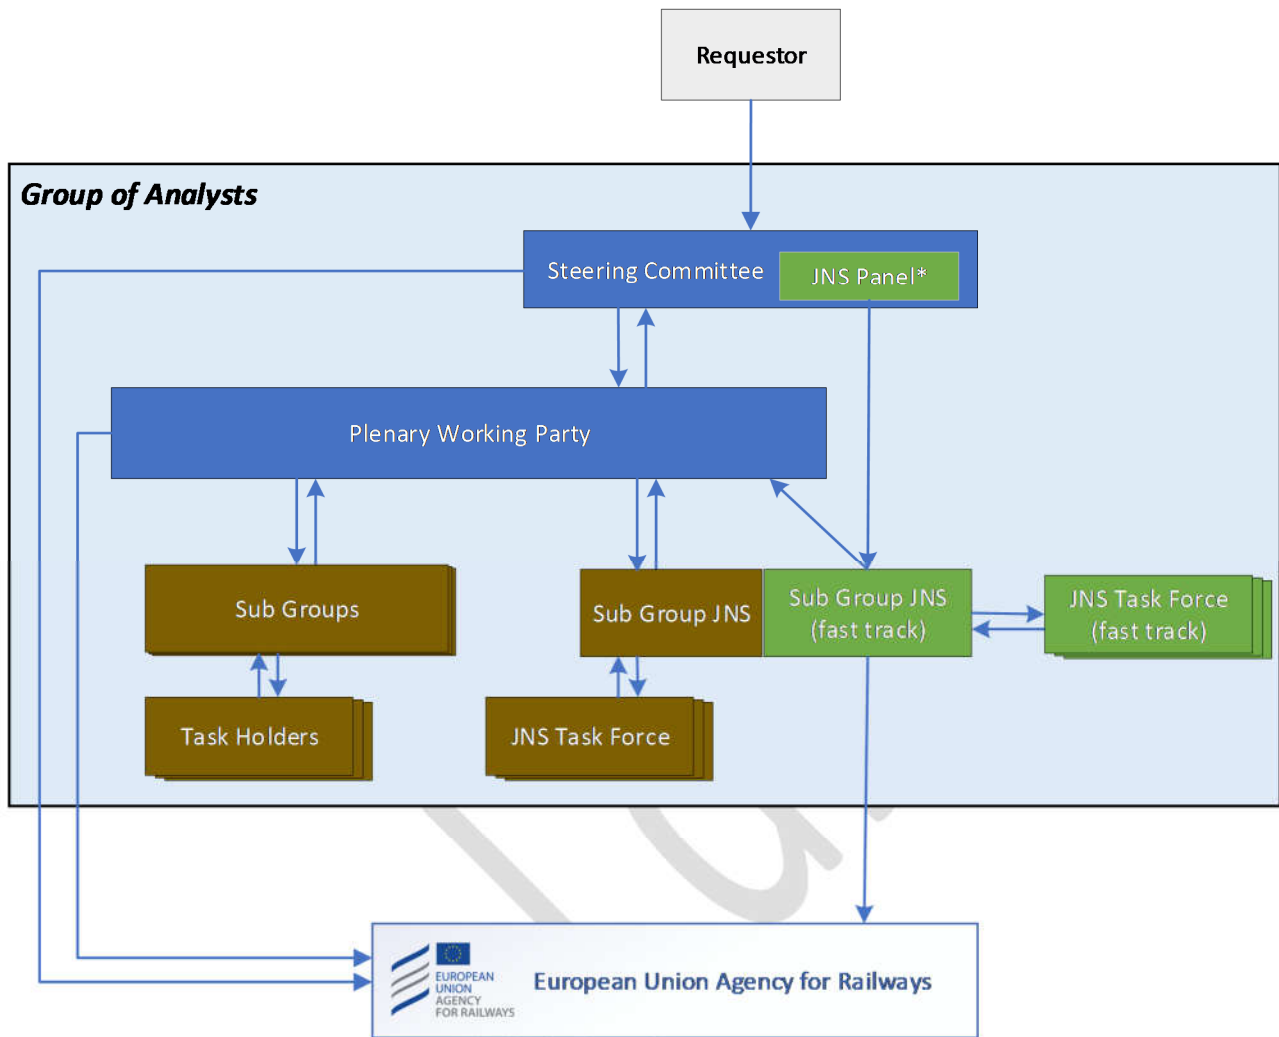 Requestor
Group of Analysts
Steering Committee
JNS Panel*
Plenary Working Party
Sub Groups
Sub Group JNS
Sub Group JNS
(fast track)
JNS Task Force
(fast track)
Task Holders
JNS Task Force
EUROPEAN
UNION
AGENCY
FOR RAILWAYS
European Union Agency for Railways